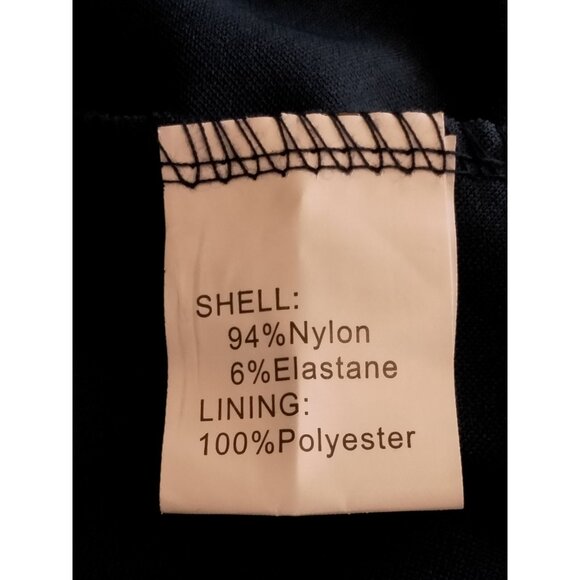 SHELL:
94%Nylon
6%Elastane
LINING:
100%Polyester